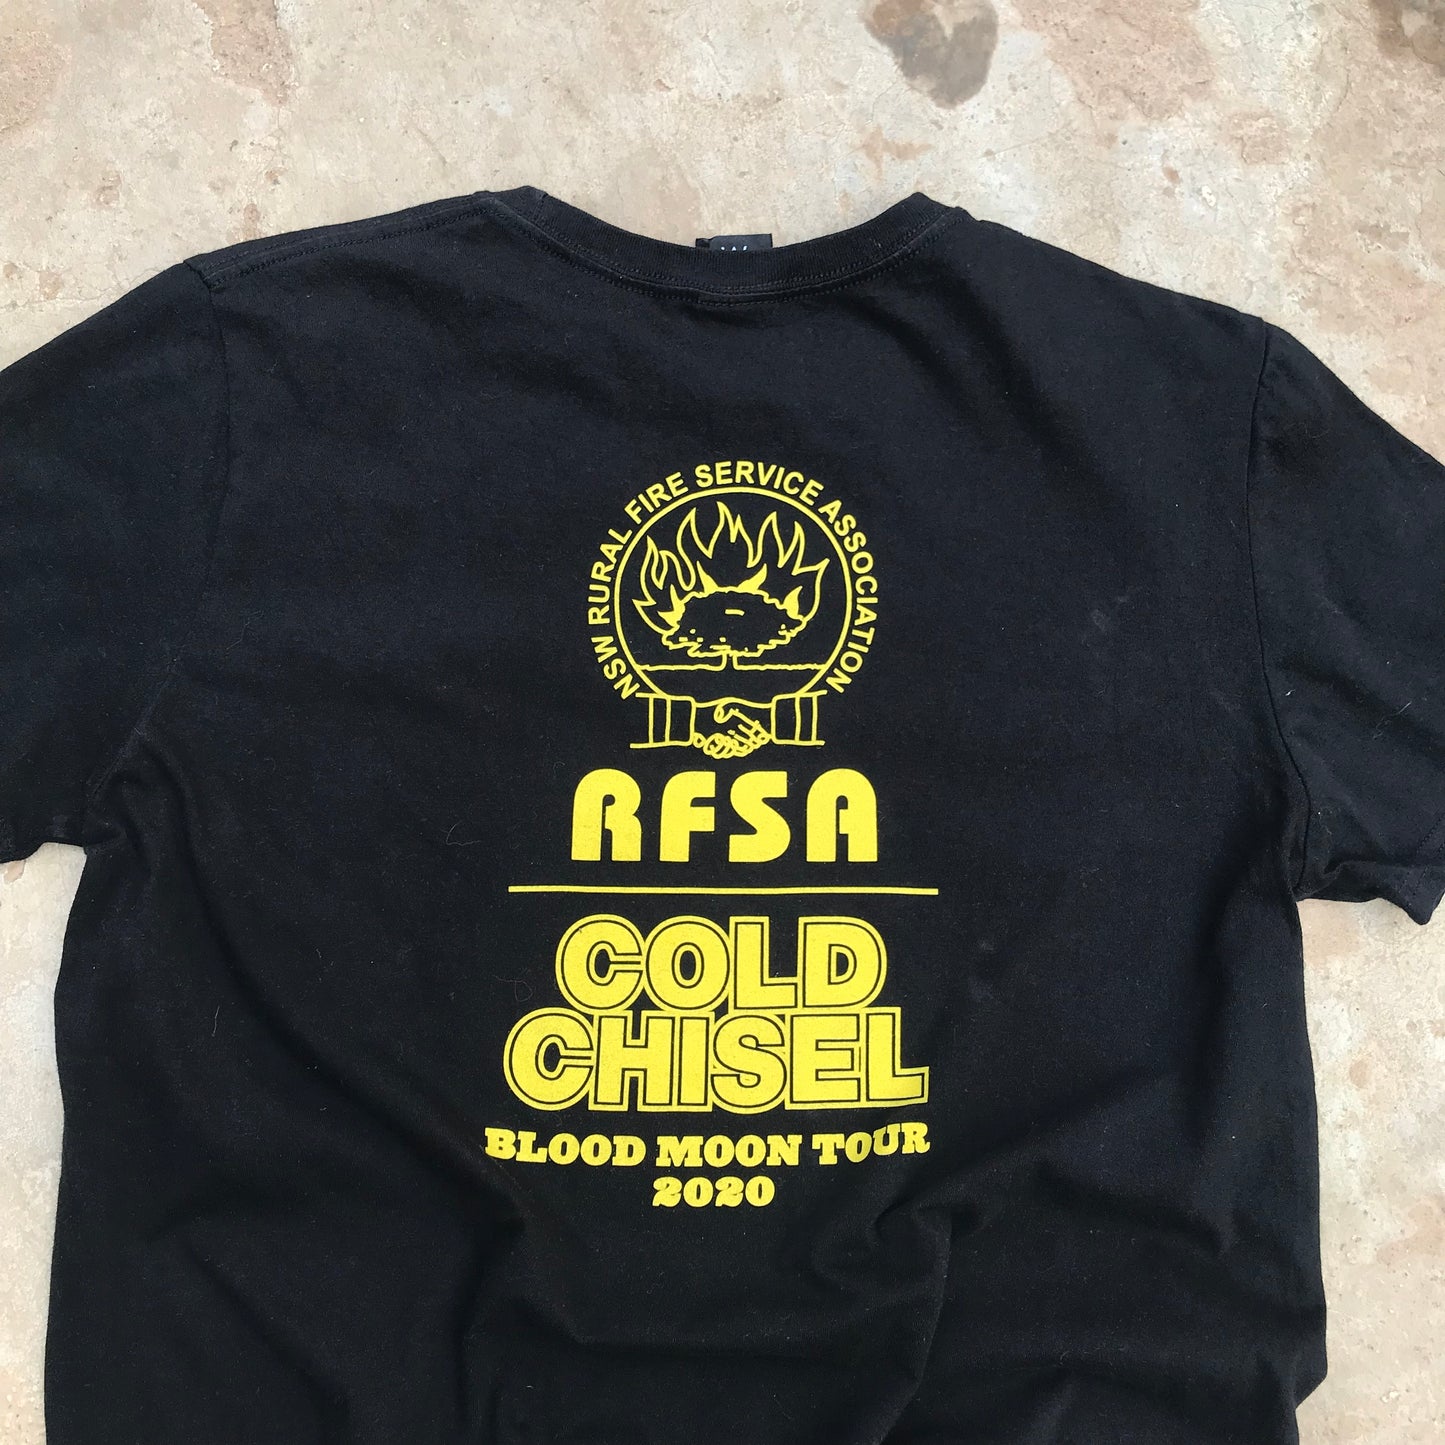 NSW RURAL FIRE SERVICE ASSOCIATION
RFSA
COLD
CHISEL
BLOOD MOON TOUR
2020